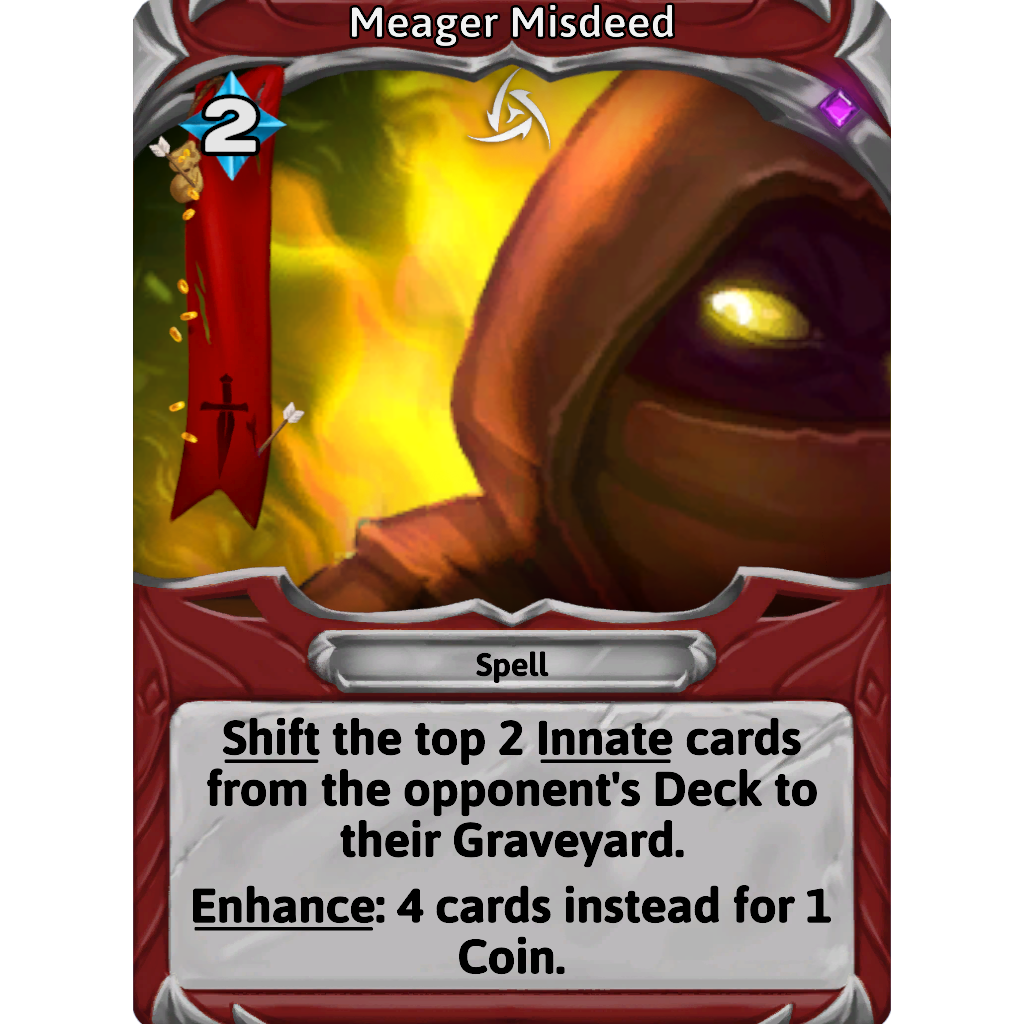 Meager Misdeed
2
Spell
Shift the top 2 Innate cards
from the opponent's Deck to
their Graveyard.
Enhance: 4 cards instead for 1
Coin.